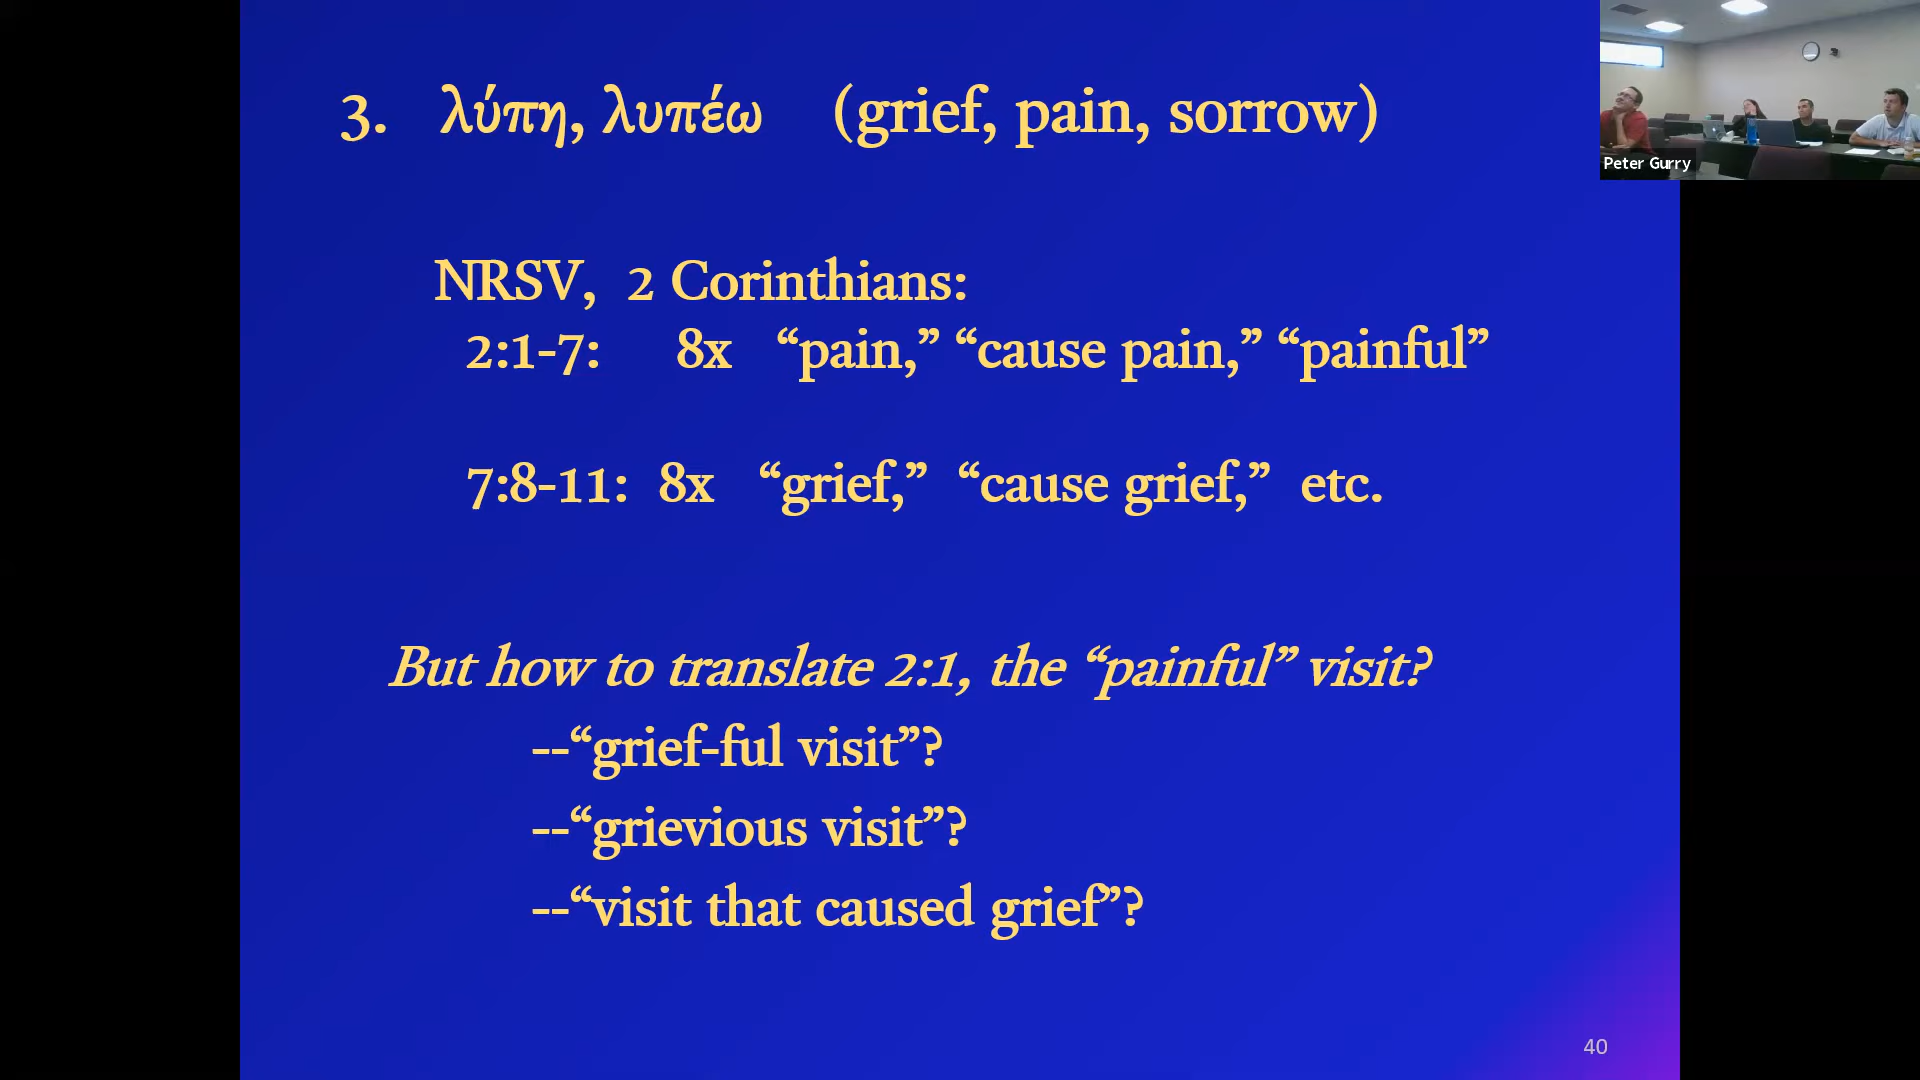 3. λύπη, λυπέω (grief, pain, sorrow)
Peter Gurry
NRSV, 2 Corinthians:
2:1-7: 8x “pain,” “cause pain,” “painful”
7:8-11: 8x “grief,” “cause grief,” etc.
But how to translate 2:1, the “painful” visit?
--“grief-ful visit”?
--“grievious visit”?
--“visit that caused grief”?
40